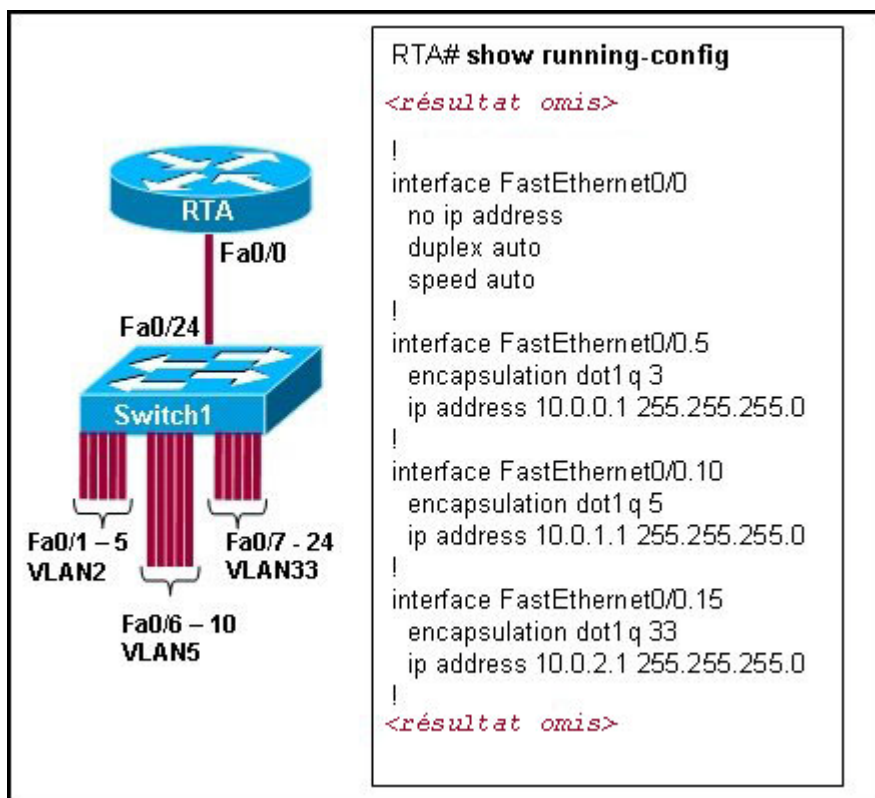 RTA# show running-config
<résultat omis>
!
interface FastEthernet0/0
no ip address
duplex auto
speed auto
!
interface FastEthernet0/0.5
encapsulation dot1q 3
ip address 10.0.0.1 255.255.255.0
!
interface FastEthernet0/0.10
encapsulation dot1q 5
ip address 10.0.1.1 255.255.255.0
!
interface FastEthernet0/0.15
encapsulation dot1q 33
ip address 10.0.2.1 255.255.255.0
!
<résultat omis>
RTA
Fa0/0
Fa0/24
Switch1
Fa0/1 – 5
VLAN2
Fa0/6 – 10
VLAN5
Fa0/7 - 24
VLAN33